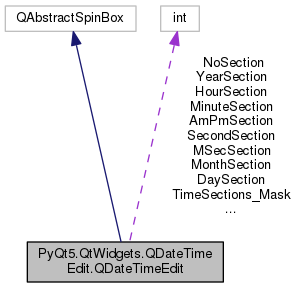 QAbstractSpinBox
int
NoSection
YearSection
HourSection
MinuteSection
AmPmSection
SecondSection
MSecSection
MonthSection
DaySection
TimeSections_Mask
...
PyQt5.QtWidgets.QDateTime
Edit.QDateTimeEdit